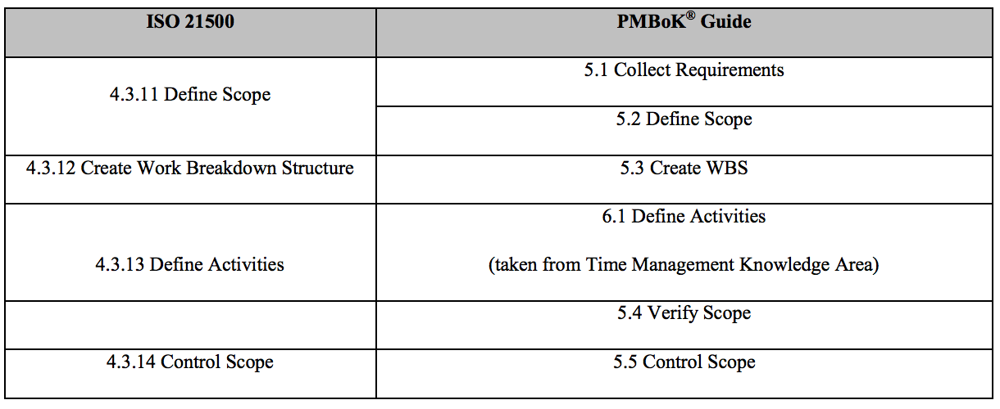 ISO 21500
PMBoK® Guide
4.3.11 Define Scope
5.1 Collect Requirements
5.2 Define Scope
4.3.12 Create Work Breakdown Structure
5.3 Create WBS
4.3.13 Define Activities
6.1 Define Activities
(taken from Time Management Knowledge Area)
5.4 Verify Scope
4.3.14 Control Scope
5.5 Control Scope